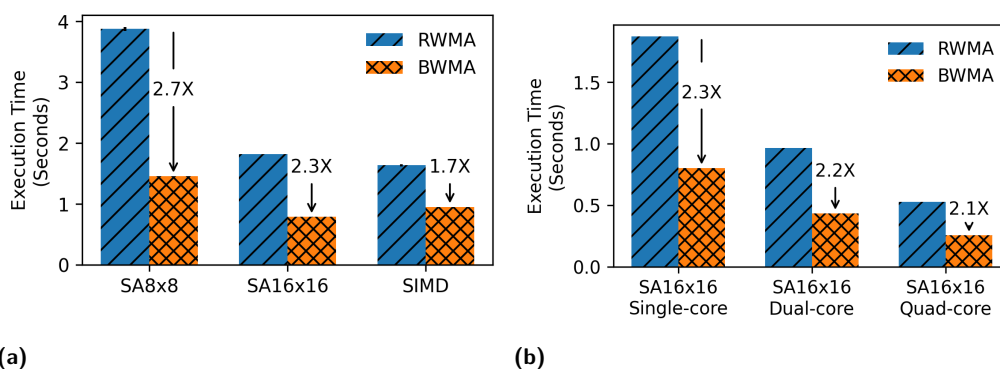 4
3
2
1
0
Execution Time
(Seconds)
RWMA
BWMA
2.7X
2.3X
1.7X
SA8x8
SA16x16
SIMD
(a)
1.5
1.0
0.5
0.0
Execution Time
(Seconds)
RWMA
BWMA
2.3X
2.2X
2.1X
SA16x16
Single-core
SA16x16
Dual-core
SA16x16
Quad-core
(b)